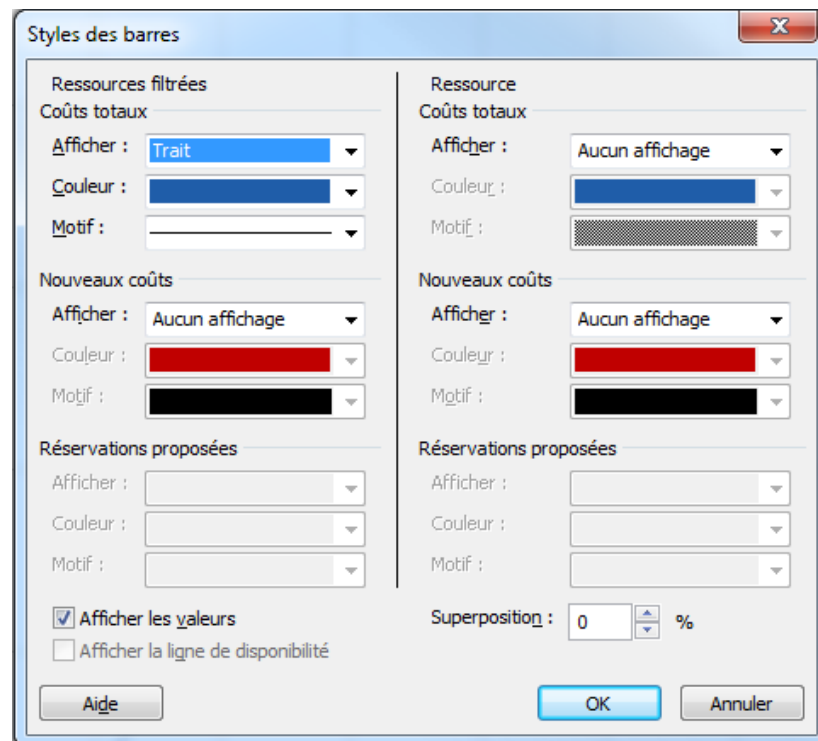 Styles des barres
Ressources filtrées
Coûts totaux
Afficher : Trait
Couleur :
Motif :
Nouveaux coûts
Afficher : Aucun affichage
Couleur :
Motif :
Réservations proposées
Afficher :
Couleur :
Motif :
Afficher les valeurs
Afficher la ligne de disponibilité
Ressource
Coûts totaux
Afficher : Aucun affichage
Couleur :
Motif :
Nouveaux coûts
Afficher : Aucun affichage
Couleur :
Motif :
Réservations proposées
Afficher :
Couleur :
Motif :
Superposition : 0 %
Aide
OK
Annuler